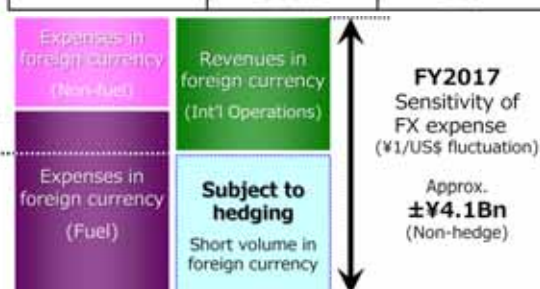 Expenses in
foreign currency
(Non-fuel)
Expenses in
foreign currency
(Fuel)
Revenues in
foreign currency
(Int'l Operations)
Subject to
hedging
Short volume in
foreign currency
FY2017
Sensitivity of
FX expense
(¥1/US$ fluctuation)
Approx.
±¥4.1Bn
(Non-hedge)